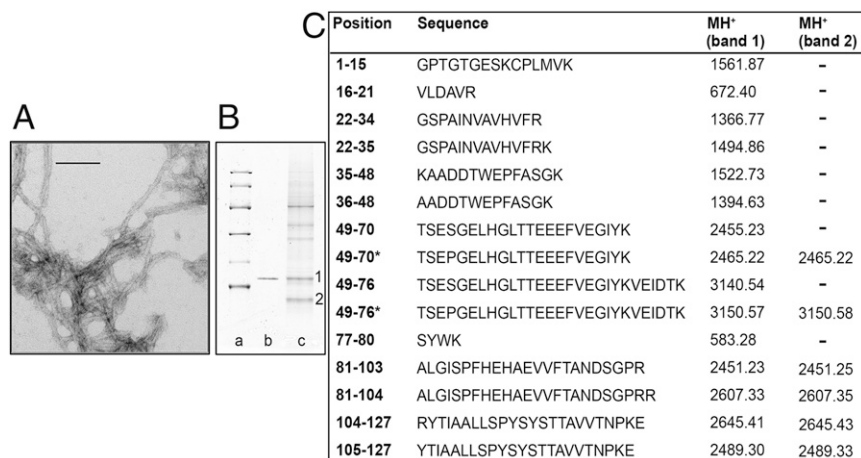 A
B
a b c
1
2
C
Position Sequence MH⁺ (band 1) MH⁺ (band 2)
1-15 GPTGTGESKCPLMVK 1561.87 –
16-21 VLDAVR 672.40 –
22-34 GSPAINVAVHVFR 1366.77 –
22-35 GSPAINVAVHVFRK 1494.86 –
35-48 KAADDTWEPFASGK 1522.73 –
36-48 AADDTWEPFASGK 1394.63 –
49-70 TSESGELHGLTTEEEFVEGIYK 2455.23 –
49-70* TSEPGELHGLTTEEEFVEGIYK 2465.22 2465.22
49-76 TSESGELHGLTTEEEFVEGIYKVEIDTK 3140.54 –
49-76* TSEPGELHGLTTEEEFVEGIYKVEIDTK 3150.57 3150.58
77-80 SYWK 583.28 –
81-103 ALGISPFHEHAEVVFTANDSGPR 2451.23 2451.25
81-104 ALGISPFHEHAEVVFTANDSGPRR 2607.33 2607.35
104-127 RYTIAALLSPYSYSTTAVVTNPKE 2645.41 2645.43
105-127 YTIAALLSPYSYSTTAVVTNPKE 2489.30 2489.33